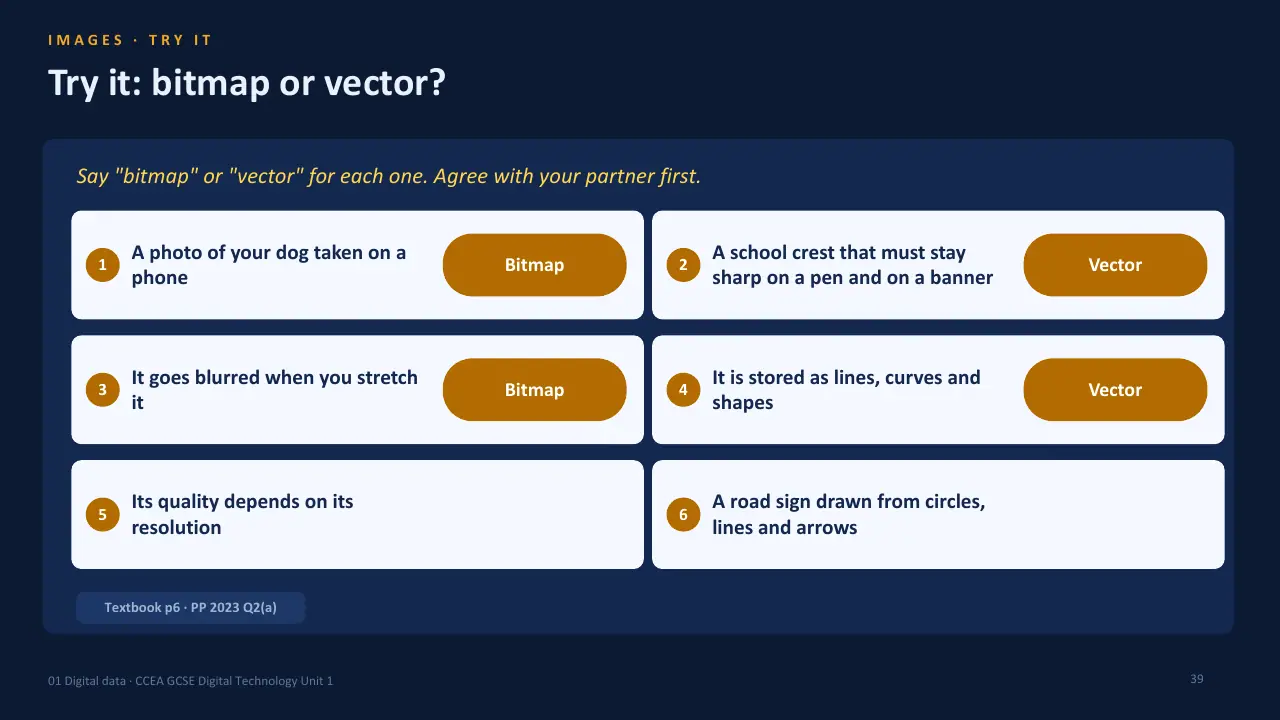 IMAGES · TRY IT
Try it: bitmap or vector?
Say "bitmap" or "vector" for each one. Agree with your partner first.
1
A photo of your dog taken on a
phone
Bitmap
2
A school crest that must stay
sharp on a pen and on a banner
Vector
3
It goes blurred when you stretch
it
Bitmap
4
It is stored as lines, curves and
shapes
Vector
5
Its quality depends on its
resolution
6
A road sign drawn from circles,
lines and arrows
Textbook p6 · PP 2023 Q2(a)
01 Digital data · CCEA GCSE Digital Technology Unit 1
39